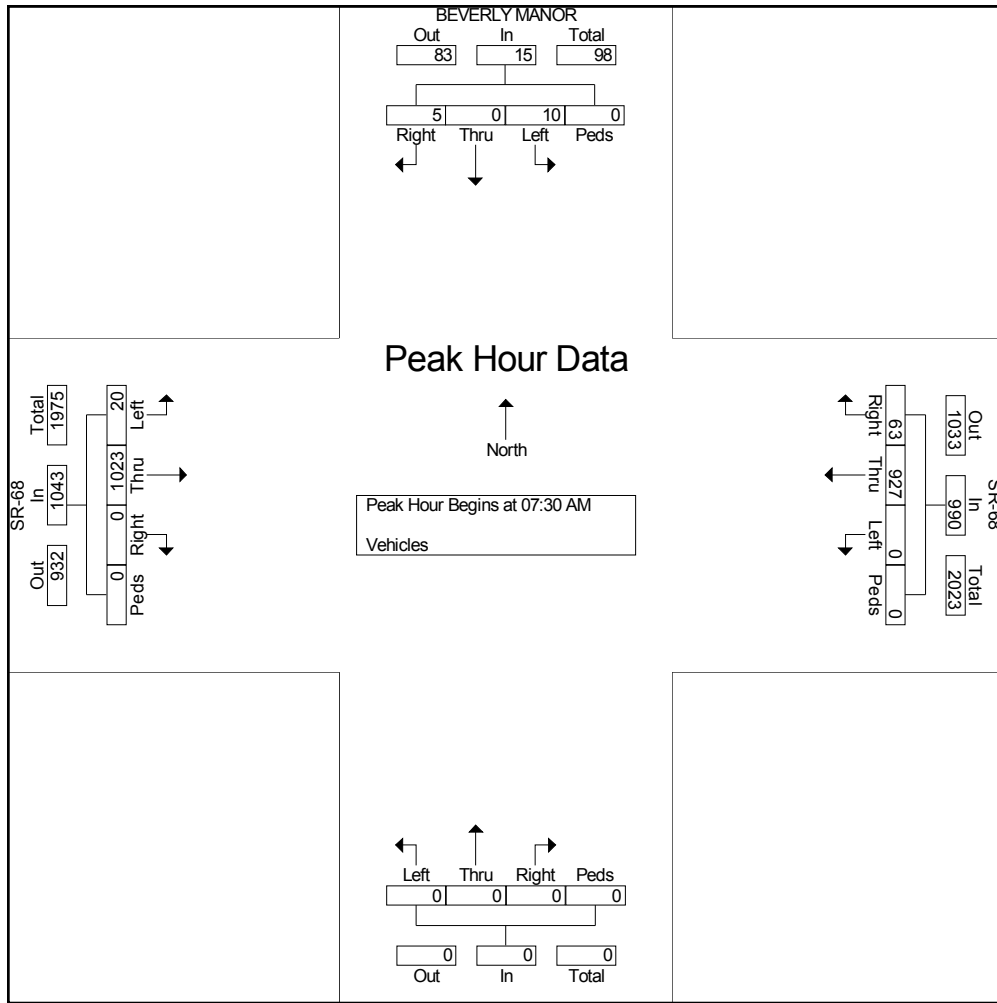 BEVERLY MANOR
Out In Total
83 15 98
5 0 10 0
Right Thru Left Peds
Peak Hour Data
North
Peak Hour Begins at 07:30 AM
Vehicles
SR-68
Total In Out
1975 1043 932
20 1023 0 0
Left Thru Right Peds
SR-68
Out In Total
1033 990 2023
63 927 0 0
Right Thru Left Peds
Left Thru Right Peds
0 0 0 0
0 0 0
Out In Total